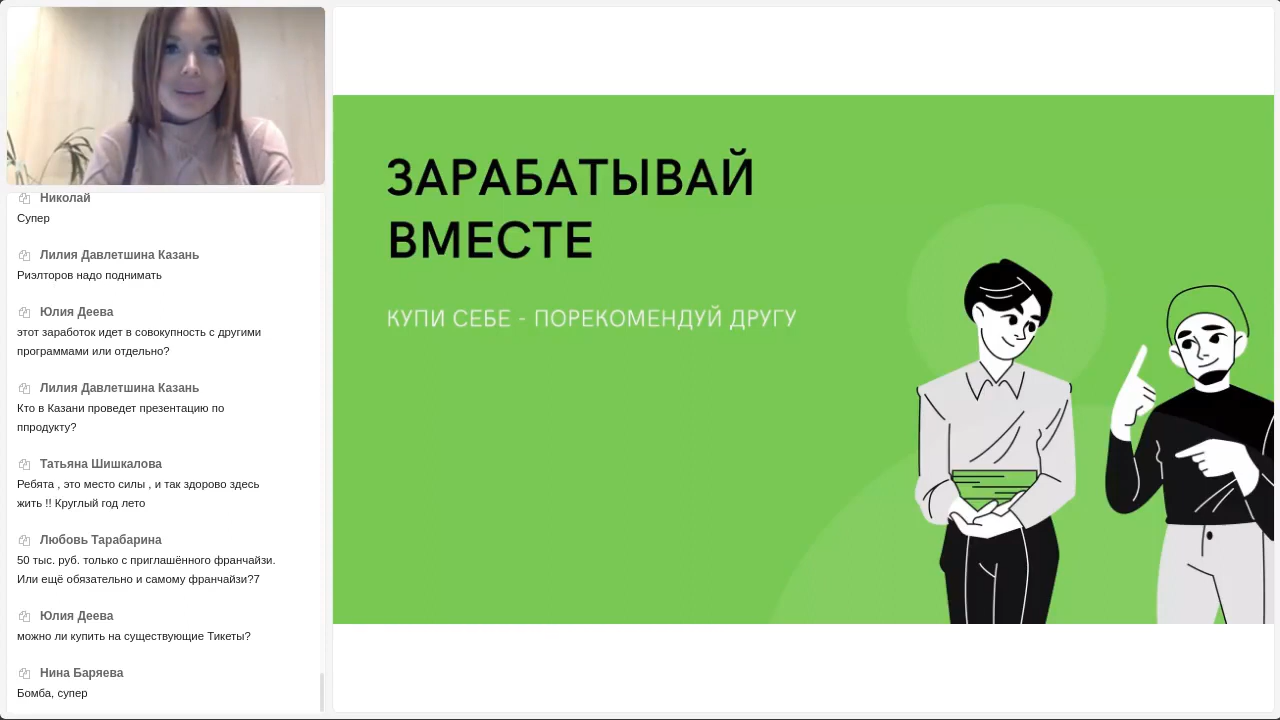 Николай
Супер
Лилия Давлетшина Казань
Риэлторов надо поднимать
Юлия Деева
этот заработок идет в совокупность с другими
программами или отдельно?
Лилия Давлетшина Казань
Кто в Казани проведет презентацию по
ппродукту?
Татьяна Шишкалова
Ребята , это место силы , и так здорово здесь
жить !! Круглый год лето
Любовь Тарабарина
50 тыс. руб. только с приглашённого франчайзи.
Или ещё обязательно и самому франчайзи?7
Юлия Деева
можно ли купить на существующие Тикеты?
Нина Баряева
Бомба, супер
ЗАРАБАТЫВАЙ
ВМЕСТЕ
КУПИ СЕБЕ - ПОРЕКОМЕНДУЙ ДРУГУ